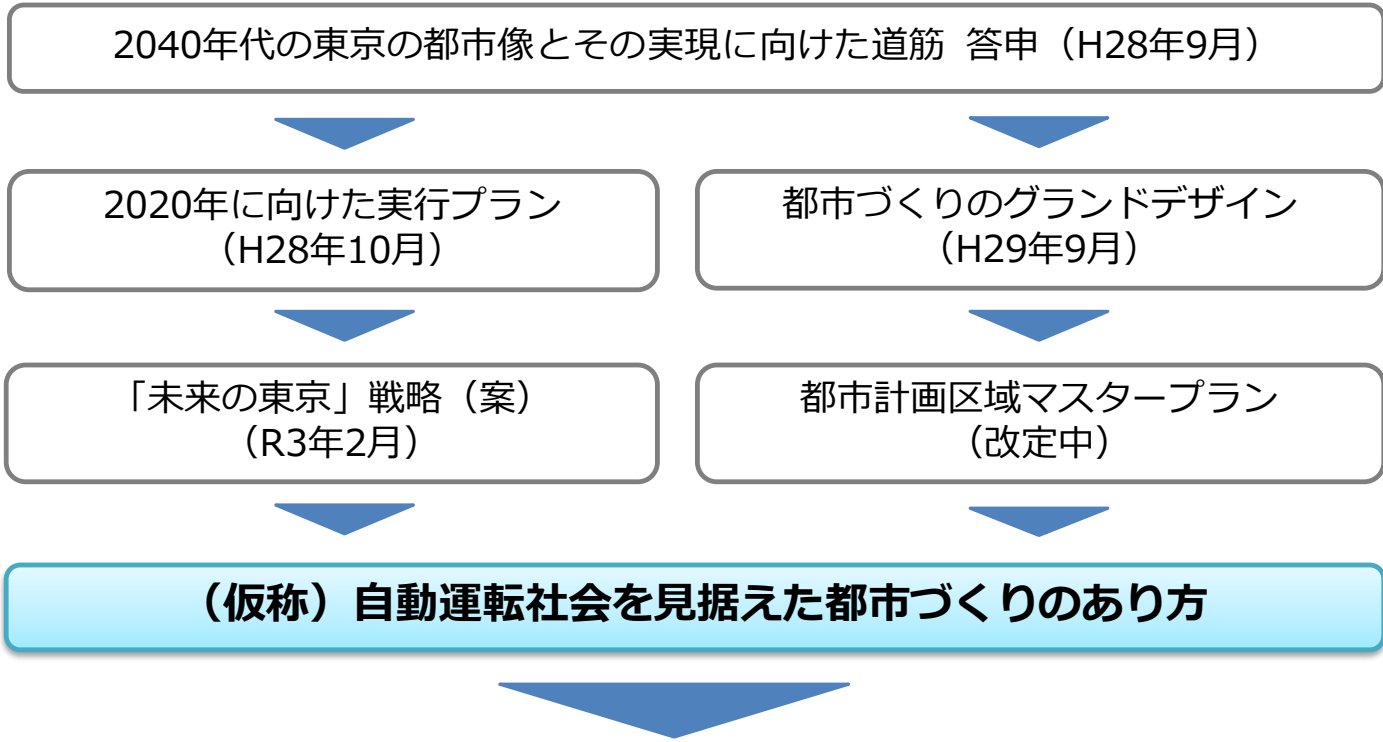 2040年代の東京の都市像とその実現に向けた道筋 答申（H28年9月）
2020年に向けた実行プラン
（H28年10月）
都市づくりのグランドデザイン
（H29年9月）
「未来の東京」戦略（案）
（R3年2月）
都市計画区域マスタープラン
（改定中）
（仮称）自動運転社会を見据えた都市づくりのあり方